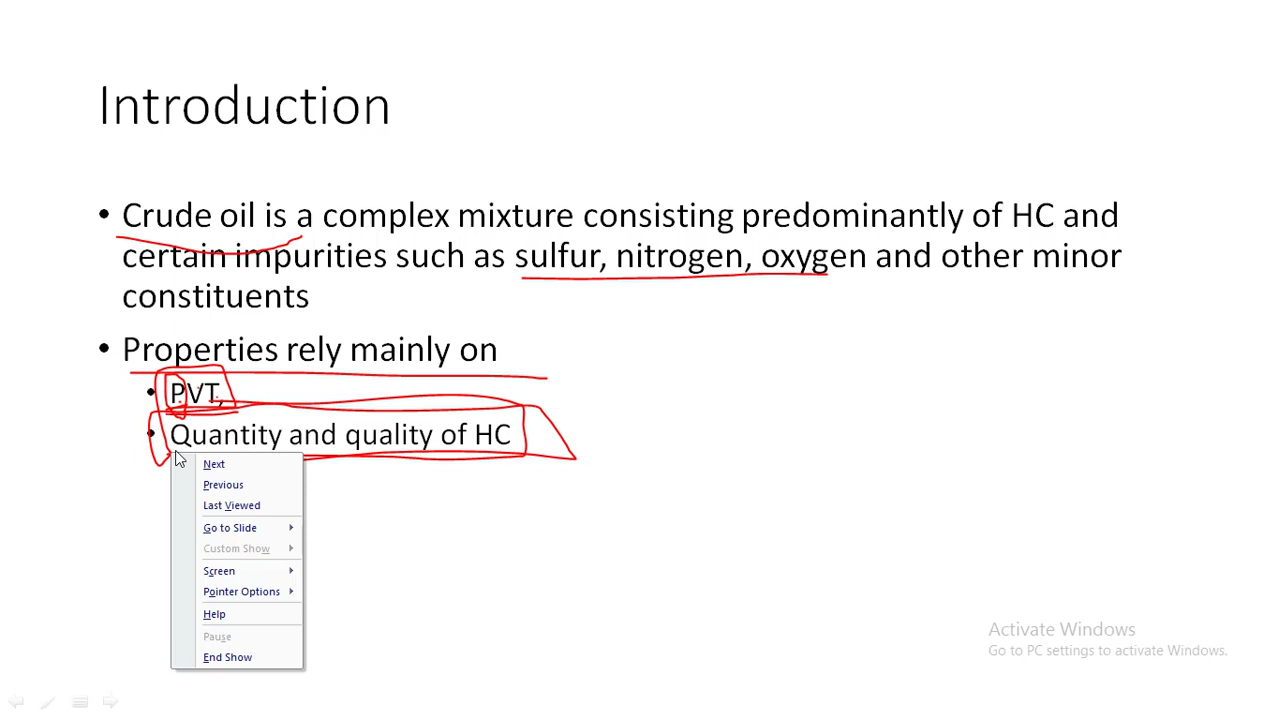 Introduction
• Crude oil is a complex mixture consisting predominantly of HC and
certain impurities such as sulfur, nitrogen, oxygen and other minor
constituents
• Properties rely mainly on
• PVT,
• Quantity and quality of HC
Next
Previous
Last Viewed
Go to Slide
Custom Show
Screen
Pointer Options
Help
Pause
End Show
Activate Windows
Go to PC settings to activate Windows.